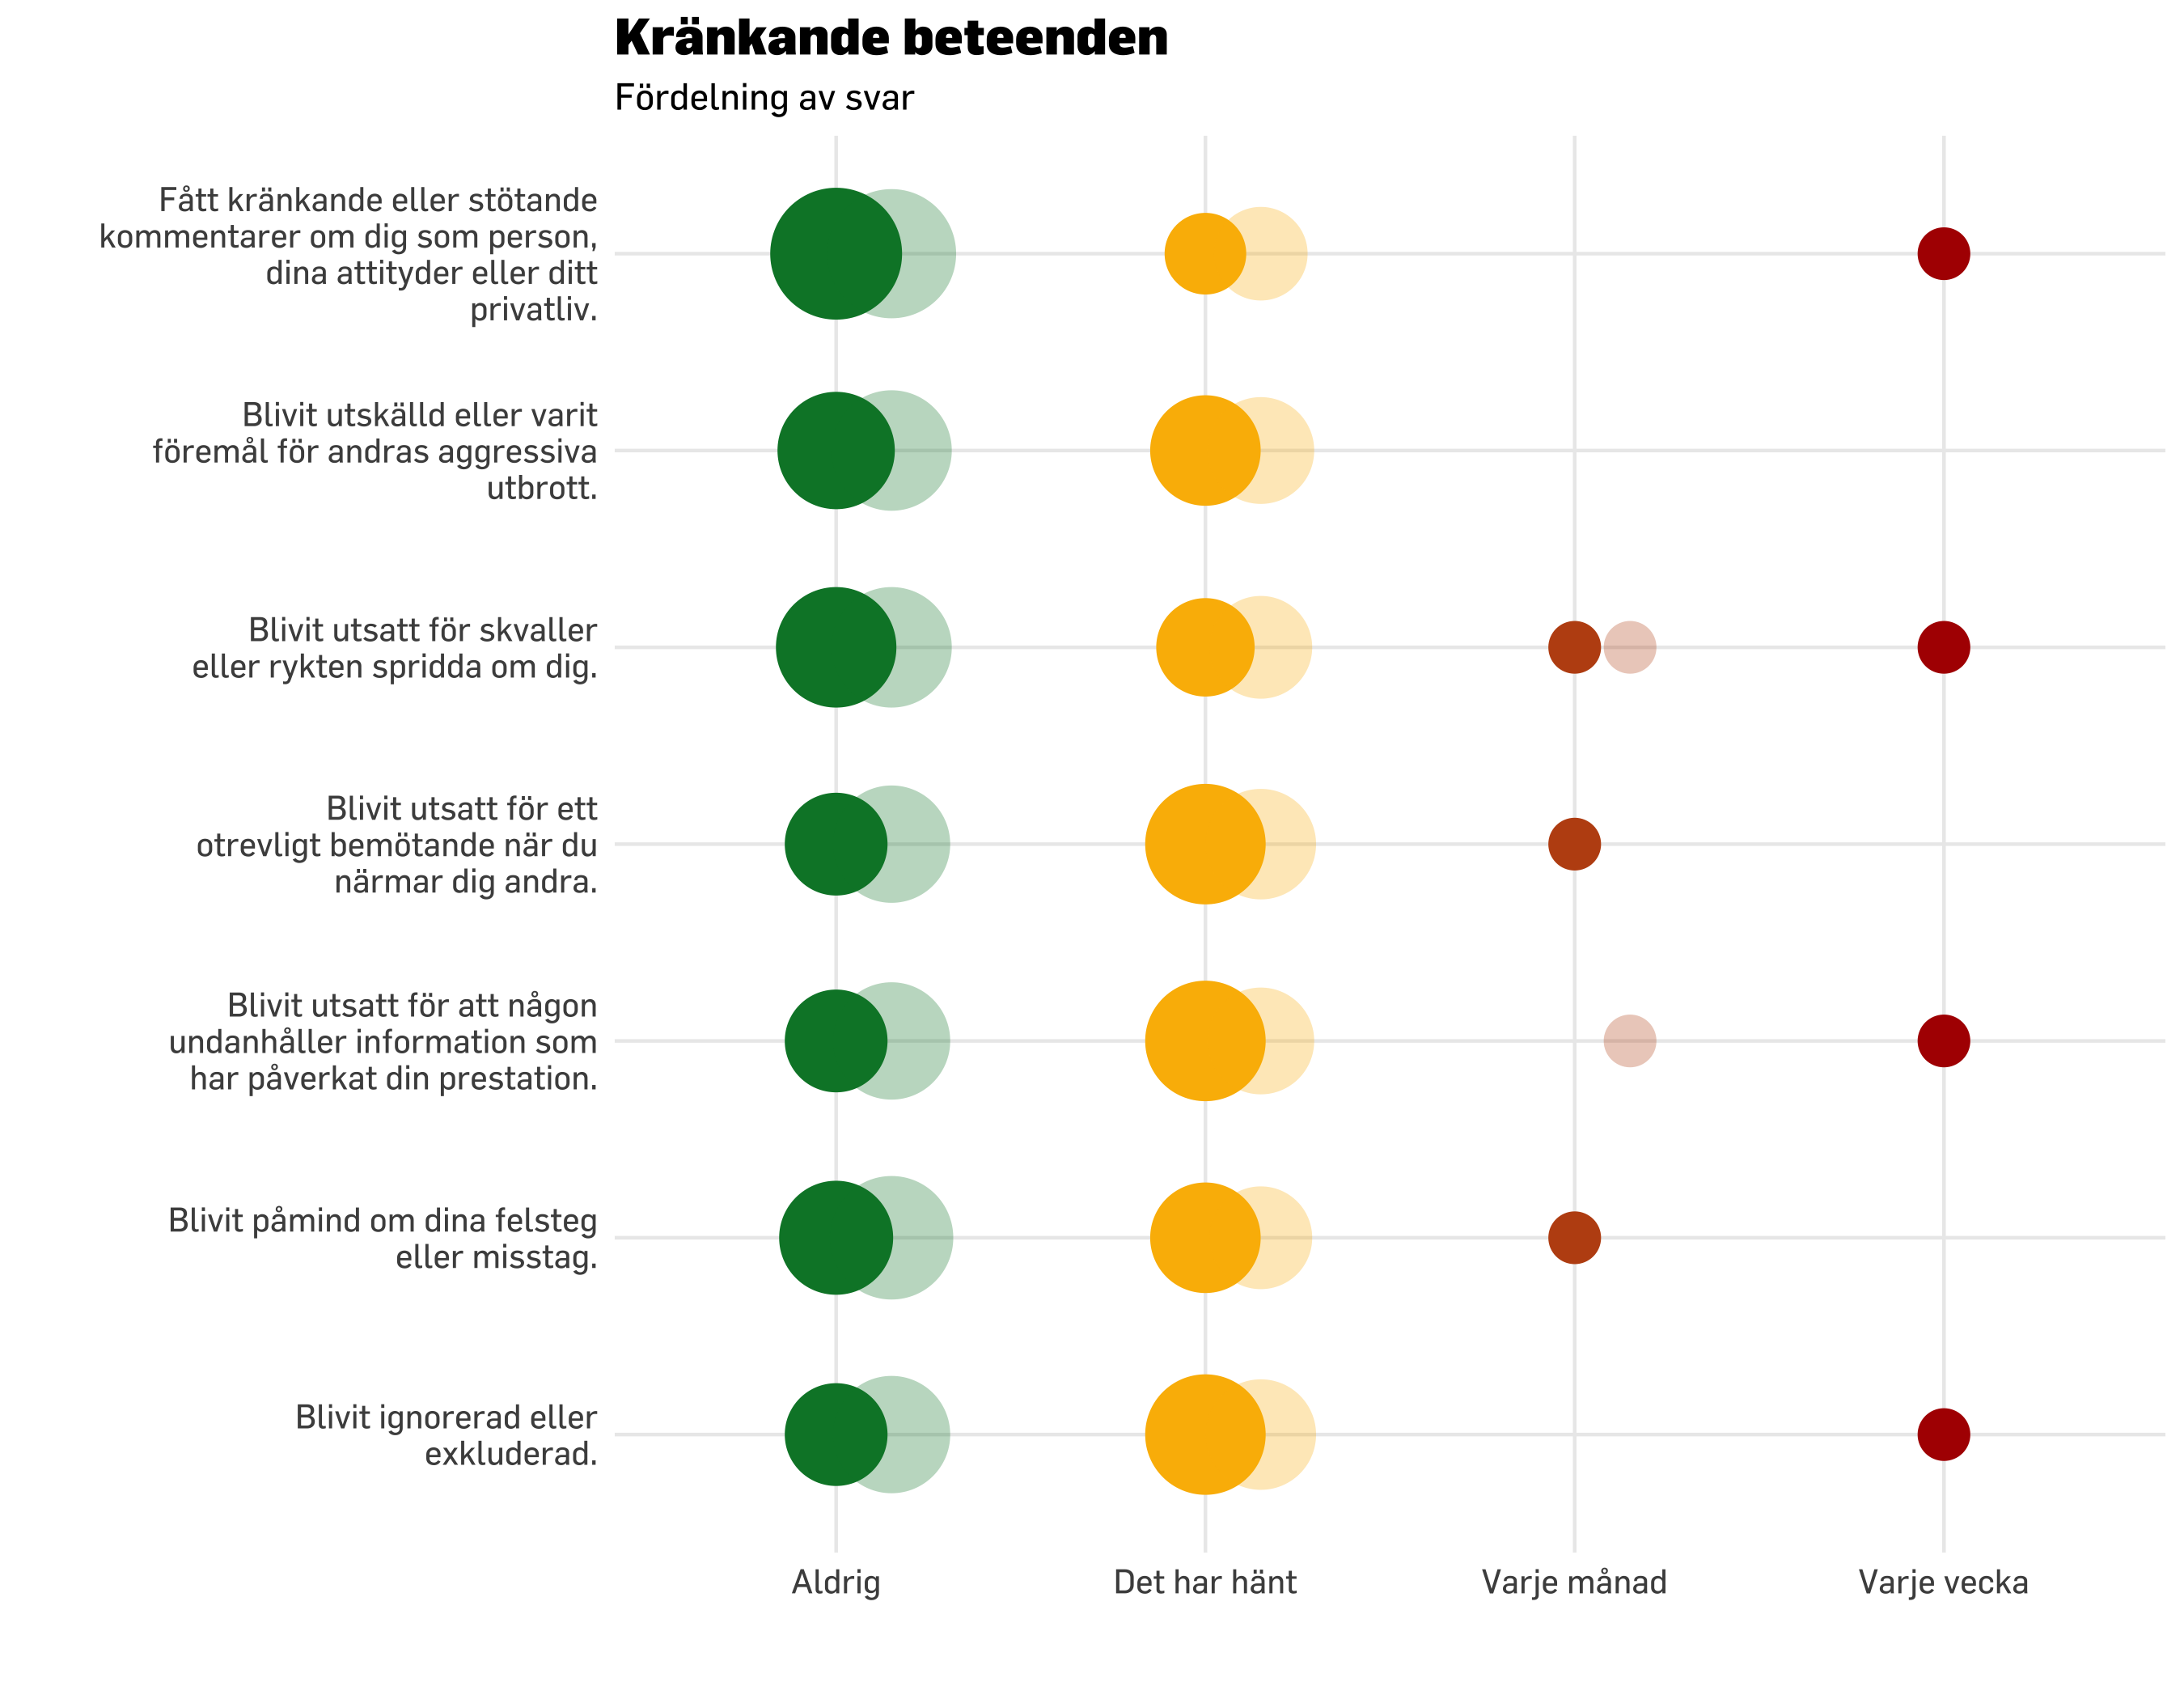 Kränkande beteenden
Fördelning av svar
Fått kränkande eller stötande
kommentarer om dig som person,
dina attityder eller ditt
privatliv.
Blivit utskälld eller varit
föremål för andras aggressiva
utbrott.
Blivit utsatt för skvaller
eller rykten spridda om dig.
Blivit utsatt för ett
otrevligt bemötande när du
närmar dig andra.
Blivit utsatt för att någon
undanhåller information som
har påverkat din prestation.
Blivit påmind om dina felsteg
eller misstag.
Blivit ignorerad eller
exkluderad.
Aldrig
Det har hänt
Varje månad
Varje vecka